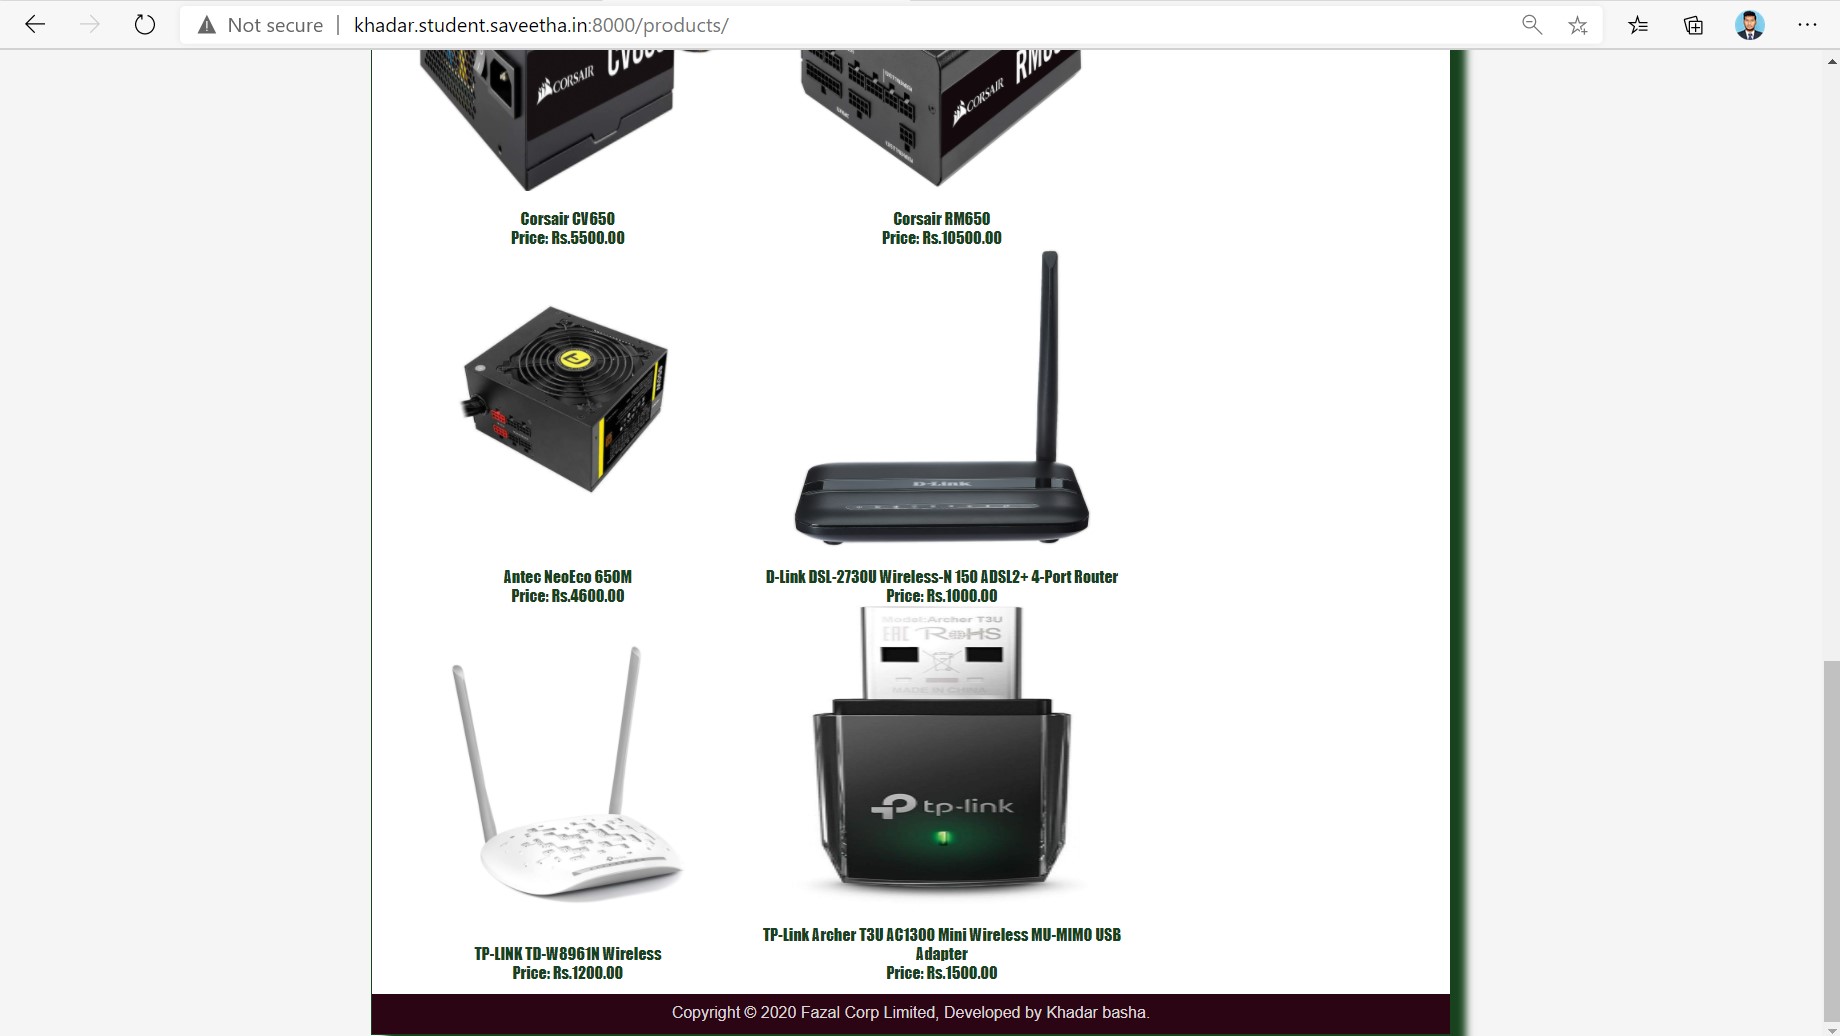 Not secure | khadar.student.saveetha.in:8000/products/
CORSAIR
CORSAIR
Corsair CV650
Price: Rs.5500.00
Corsair RM650
Price: Rs.10500.00
D-Link
Antec NeoEco 650M
Price: Rs.4600.00
D-Link DSL-2730U Wireless-N 150 ADSL2+ 4-Port Router
Price: Rs.1000.00
Model:Archer T3U
EAC RoHS
MADE IN CHINA
tp-link
TP-LINK TD-W8961N Wireless
Price: Rs.1200.00
TP-Link Archer T3U AC1300 Mini Wireless MU-MIMO USB
Adapter
Price: Rs.1500.00
Copyright © 2020 Fazal Corp Limited, Developed by Khadar basha.